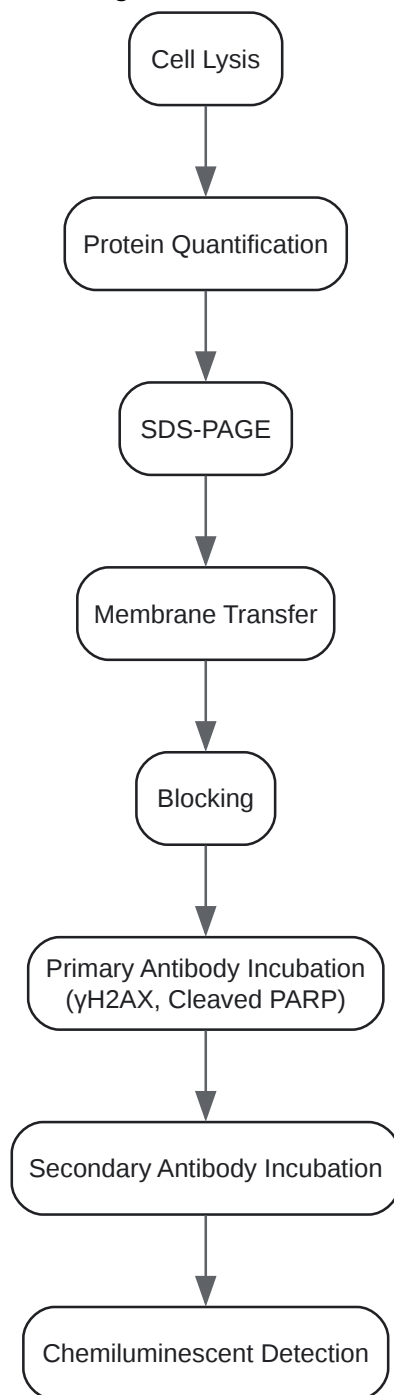 Cell Lysis
Protein Quantification
SDS-PAGE
Membrane Transfer
Blocking
Primary Antibody Incubation
(γH2AX, Cleaved PARP)
Secondary Antibody Incubation
Chemiluminescent Detection